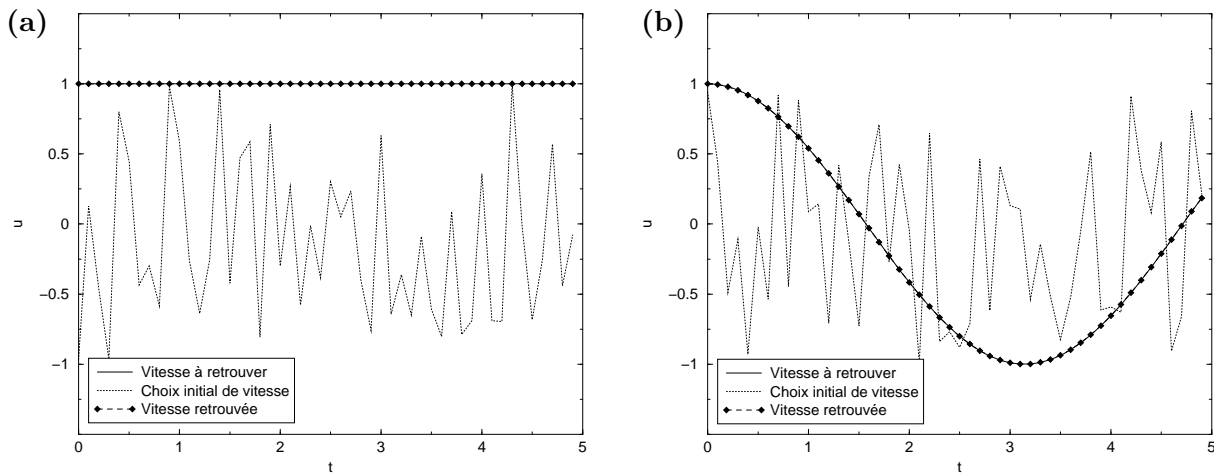 (a)
1
0.5
0
−0.5
−1
u
0
1
2
3
4
5
t
Vitesse à retrouver
Choix initial de vitesse
Vitesse retrouvée
(b)
1
0.5
0
−0.5
−1
u
0
1
2
3
4
5
t
Vitesse à retrouver
Choix initial de vitesse
Vitesse retrouvée